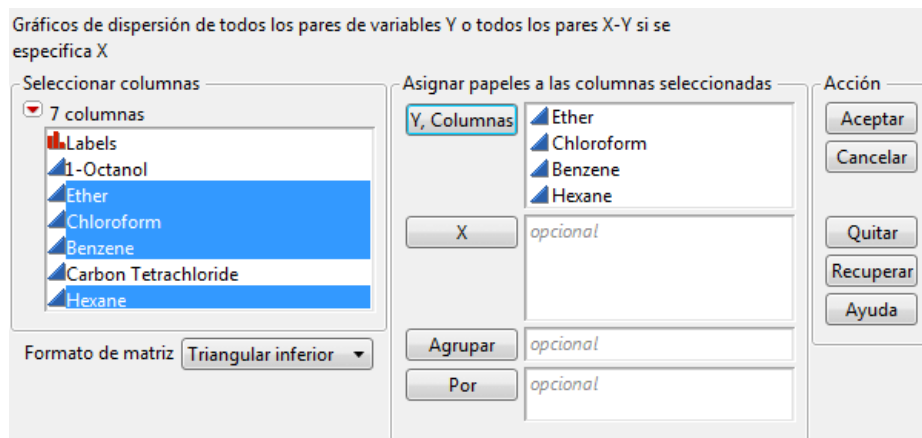 Gráficos de dispersión de todos los pares de variables Y o todos los pares X-Y si se
especifica X
Seleccionar columnas
7 columnas
Labels
1-Octanol
Ether
Chloroform
Benzene
Carbon Tetrachloride
Hexane
Formato de matriz Triangular inferior
Asignar papeles a las columnas seleccionadas
Y, Columnas
Ether
Chloroform
Benzene
Hexane
X opcional
Agrupar opcional
Por opcional
Acción
Aceptar
Cancelar
Quitar
Recuperar
Ayuda